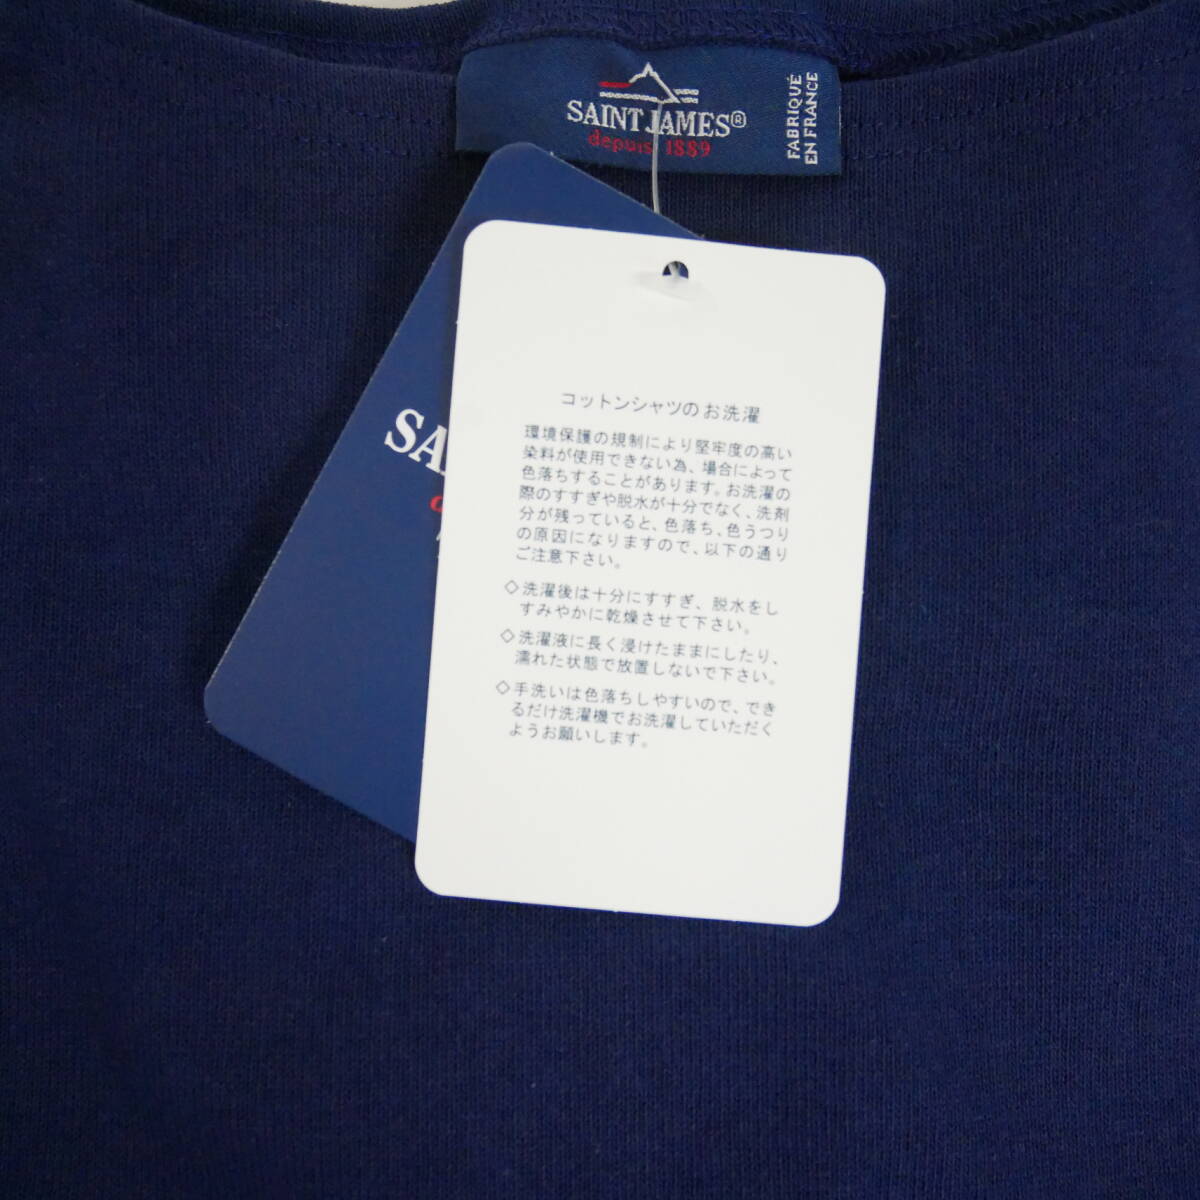 SAINT JAMES®
depuis 1889
FABRIQUÉ
EN FRANCE
SA
コットンシャツのお洗濯
環境保護の規制により堅牢度の高い
染料が使用できない為、場合によって
色落ちすることがあります。お洗濯の
際のすすぎや脱水が十分でなく、洗剤
分が残っていると、色落ち、色うつり
の原因になりますので、以下の通り
ご注意下さい。
◇洗濯後は十分にすすぎ、脱水をし
すみやかに乾燥させて下さい。
◇洗濯液に長く浸けたままにしたり、
濡れた状態で放置しないで下さい。
◇手洗いは色落ちしやすいので、でき
るだけ洗濯機でお洗濯していただく
ようお願いします。